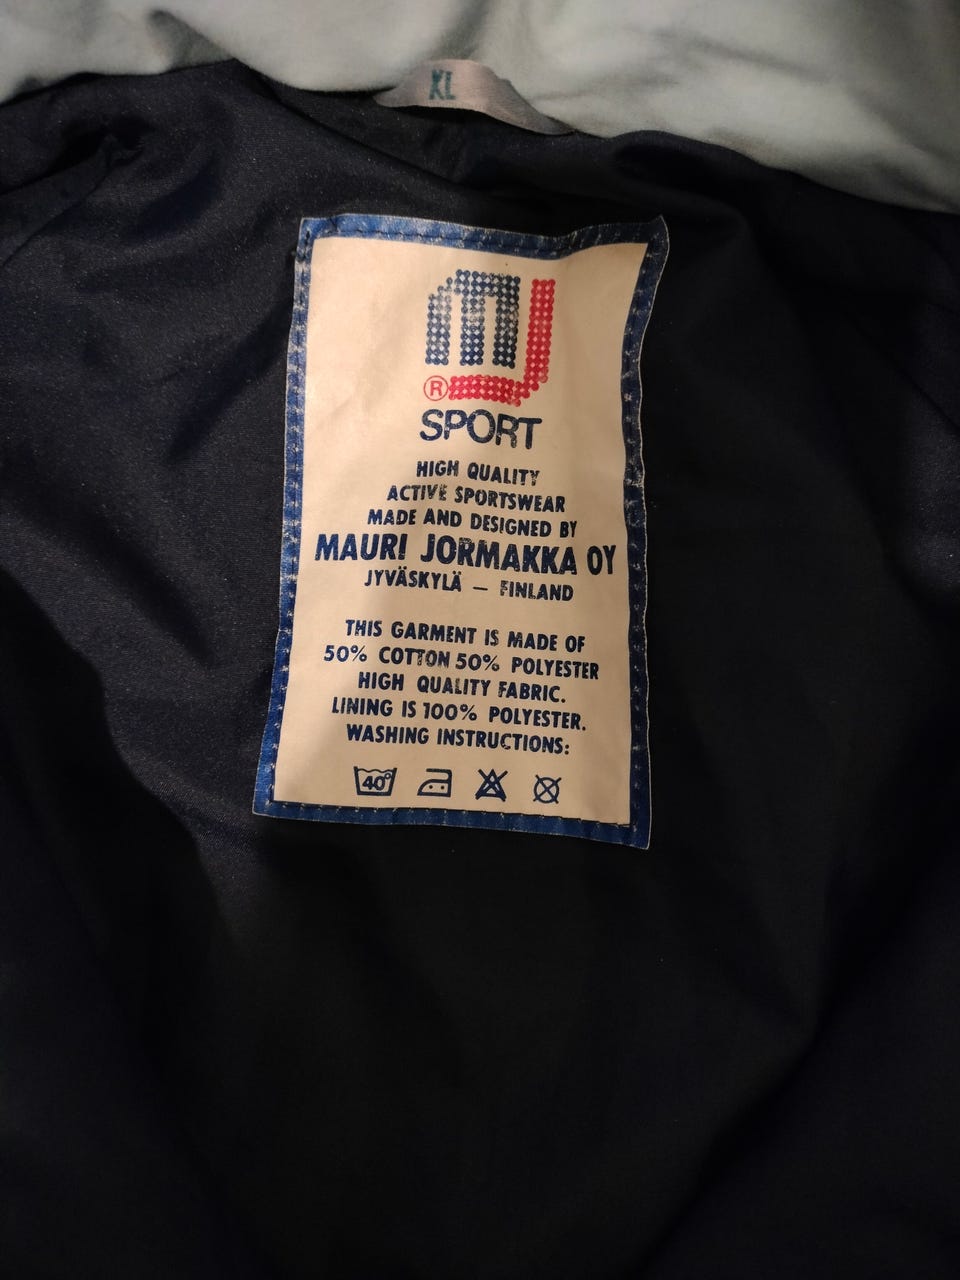 XL
MJ
®
SPORT
HIGH QUALITY
ACTIVE SPORTSWEAR
MADE AND DESIGNED BY
MAURI JORMAKKA OY
JYVÄSKYLÄ — FINLAND
THIS GARMENT IS MADE OF
50% COTTON 50% POLYESTER
HIGH QUALITY FABRIC.
LINING IS 100% POLYESTER.
WASHING INSTRUCTIONS:
40°